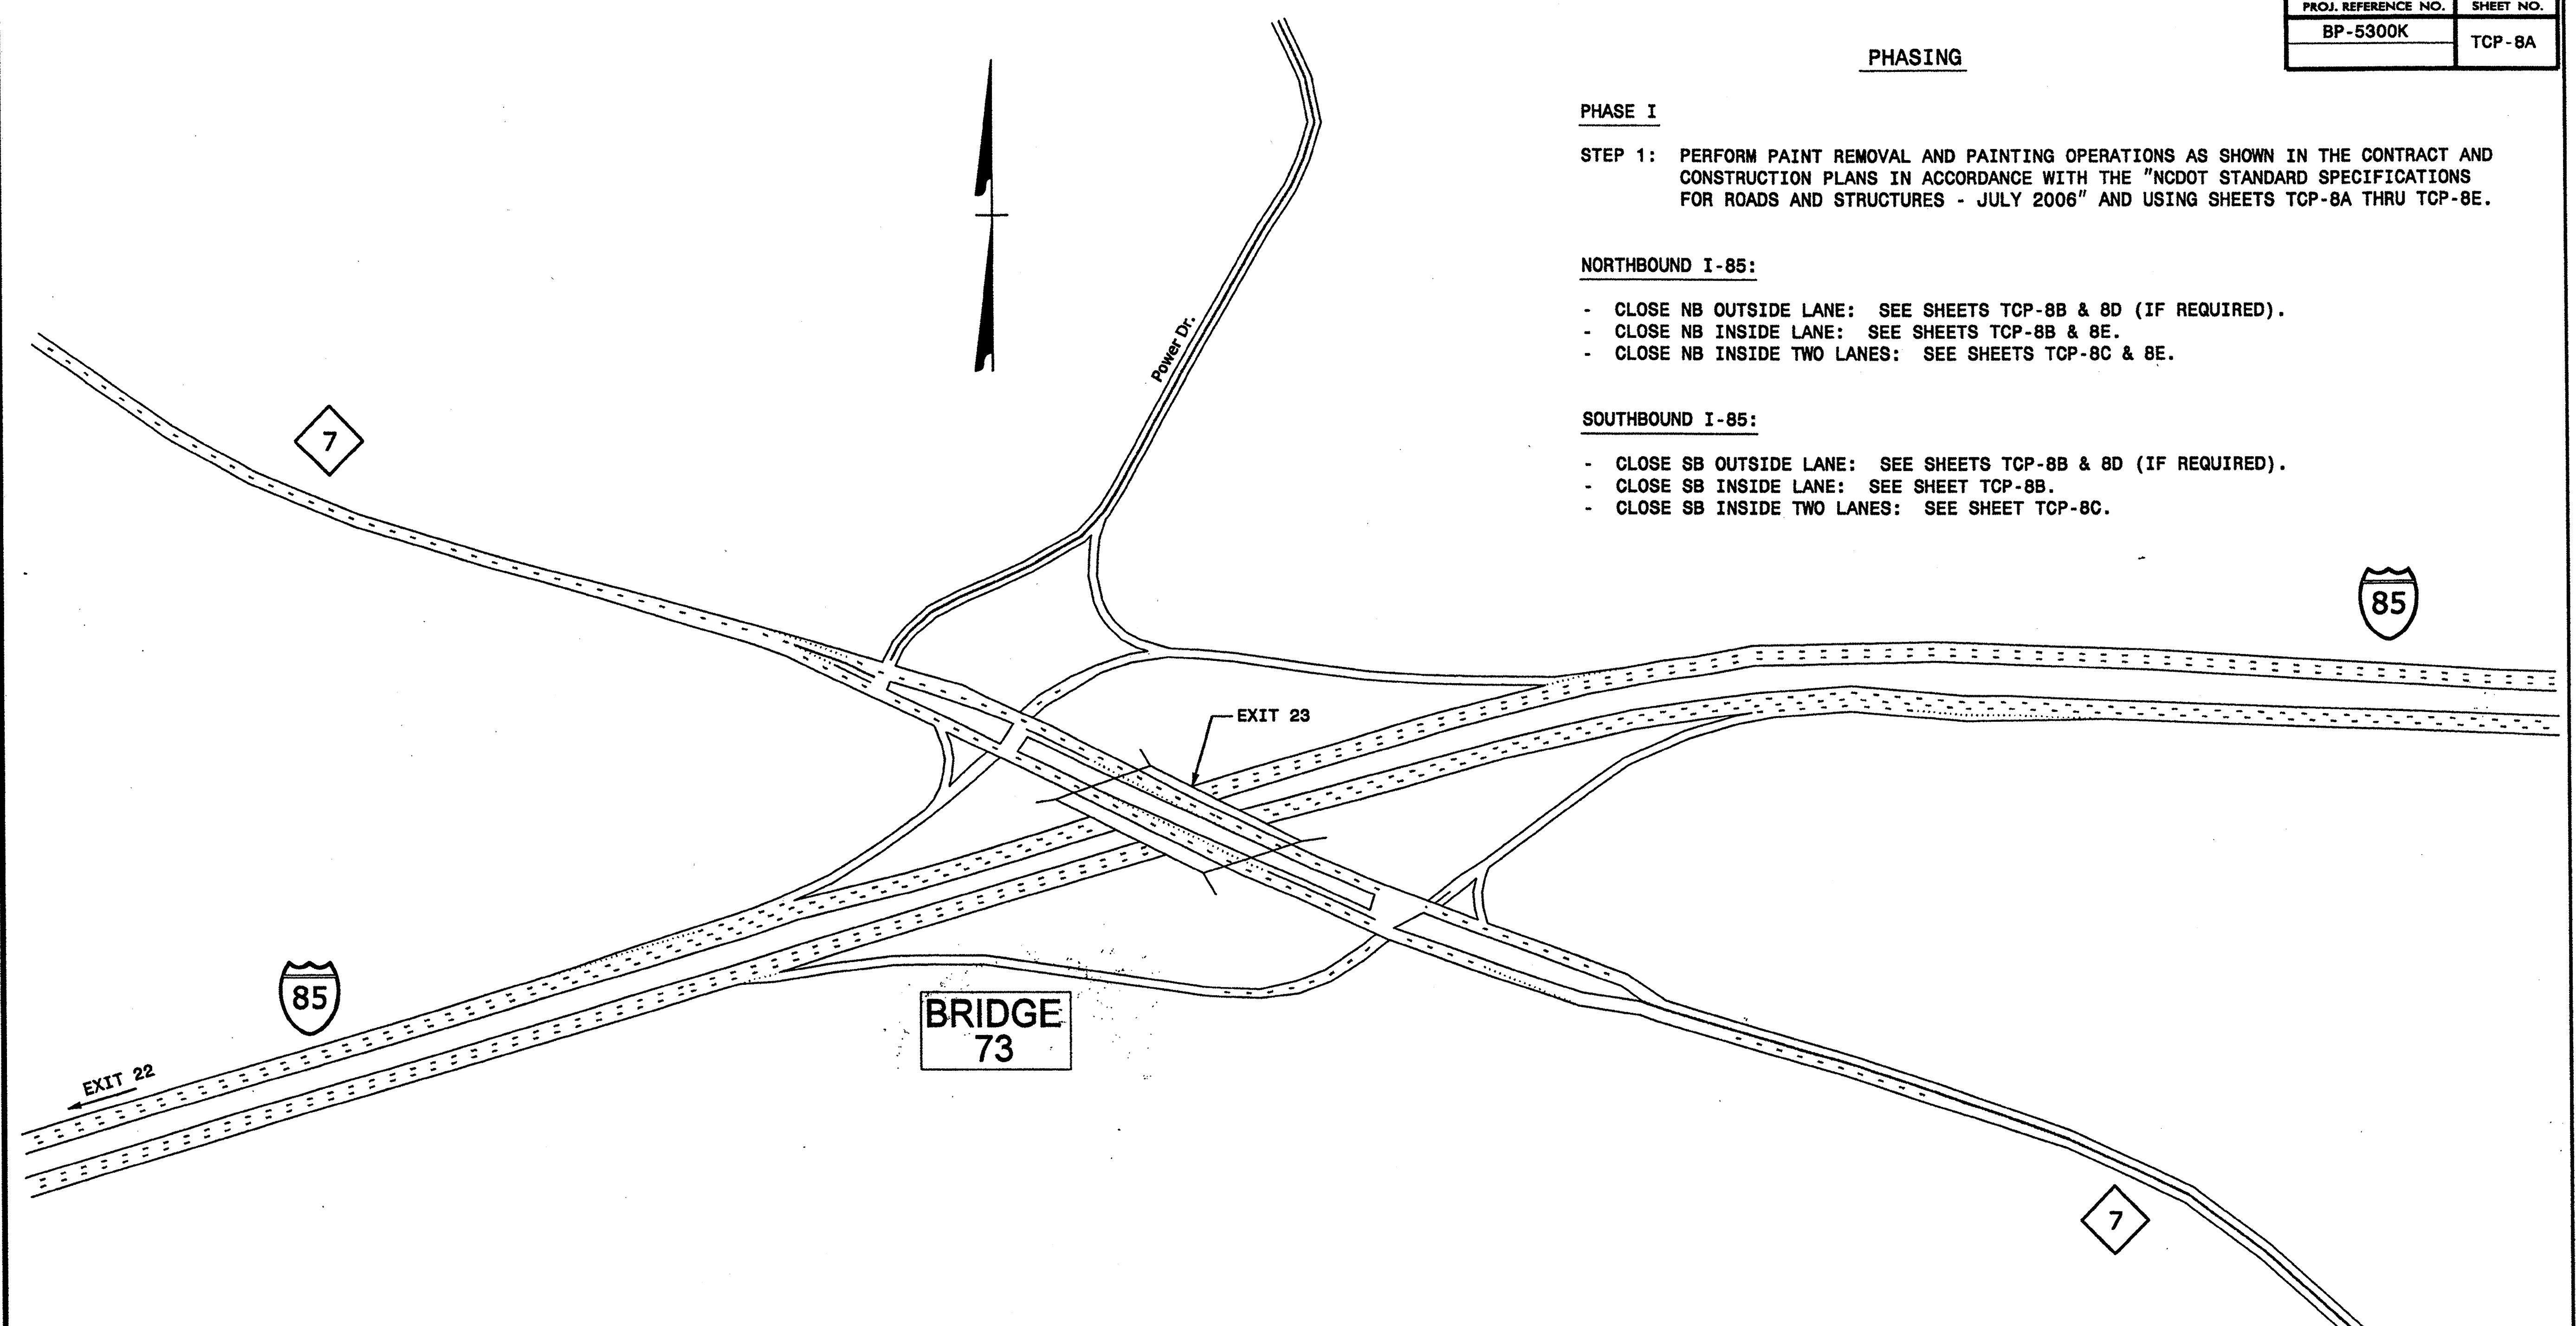 PROJ. REFERENCE NO. SHEET NO.
BP-5300K
TCP-8A
PHASING
PHASE I
STEP 1: PERFORM PAINT REMOVAL AND PAINTING OPERATIONS AS SHOWN IN THE CONTRACT AND
CONSTRUCTION PLANS IN ACCORDANCE WITH THE "NCDOT STANDARD SPECIFICATIONS
FOR ROADS AND STRUCTURES - JULY 2006" AND USING SHEETS TCP-8A THRU TCP-8E.
NORTHBOUND I-85:
- CLOSE NB OUTSIDE LANE: SEE SHEETS TCP-8B & 8D (IF REQUIRED).
- CLOSE NB INSIDE LANE: SEE SHEETS TCP-8B & 8E.
- CLOSE NB INSIDE TWO LANES: SEE SHEETS TCP-8C & 8E.
SOUTHBOUND I-85:
- CLOSE SB OUTSIDE LANE: SEE SHEETS TCP-8B & 8D (IF REQUIRED).
- CLOSE SB INSIDE LANE: SEE SHEET TCP-8B.
- CLOSE SB INSIDE TWO LANES: SEE SHEET TCP-8C.
Power Dr.
7
85
EXIT 23
85
BRIDGE
73
EXIT 22
7